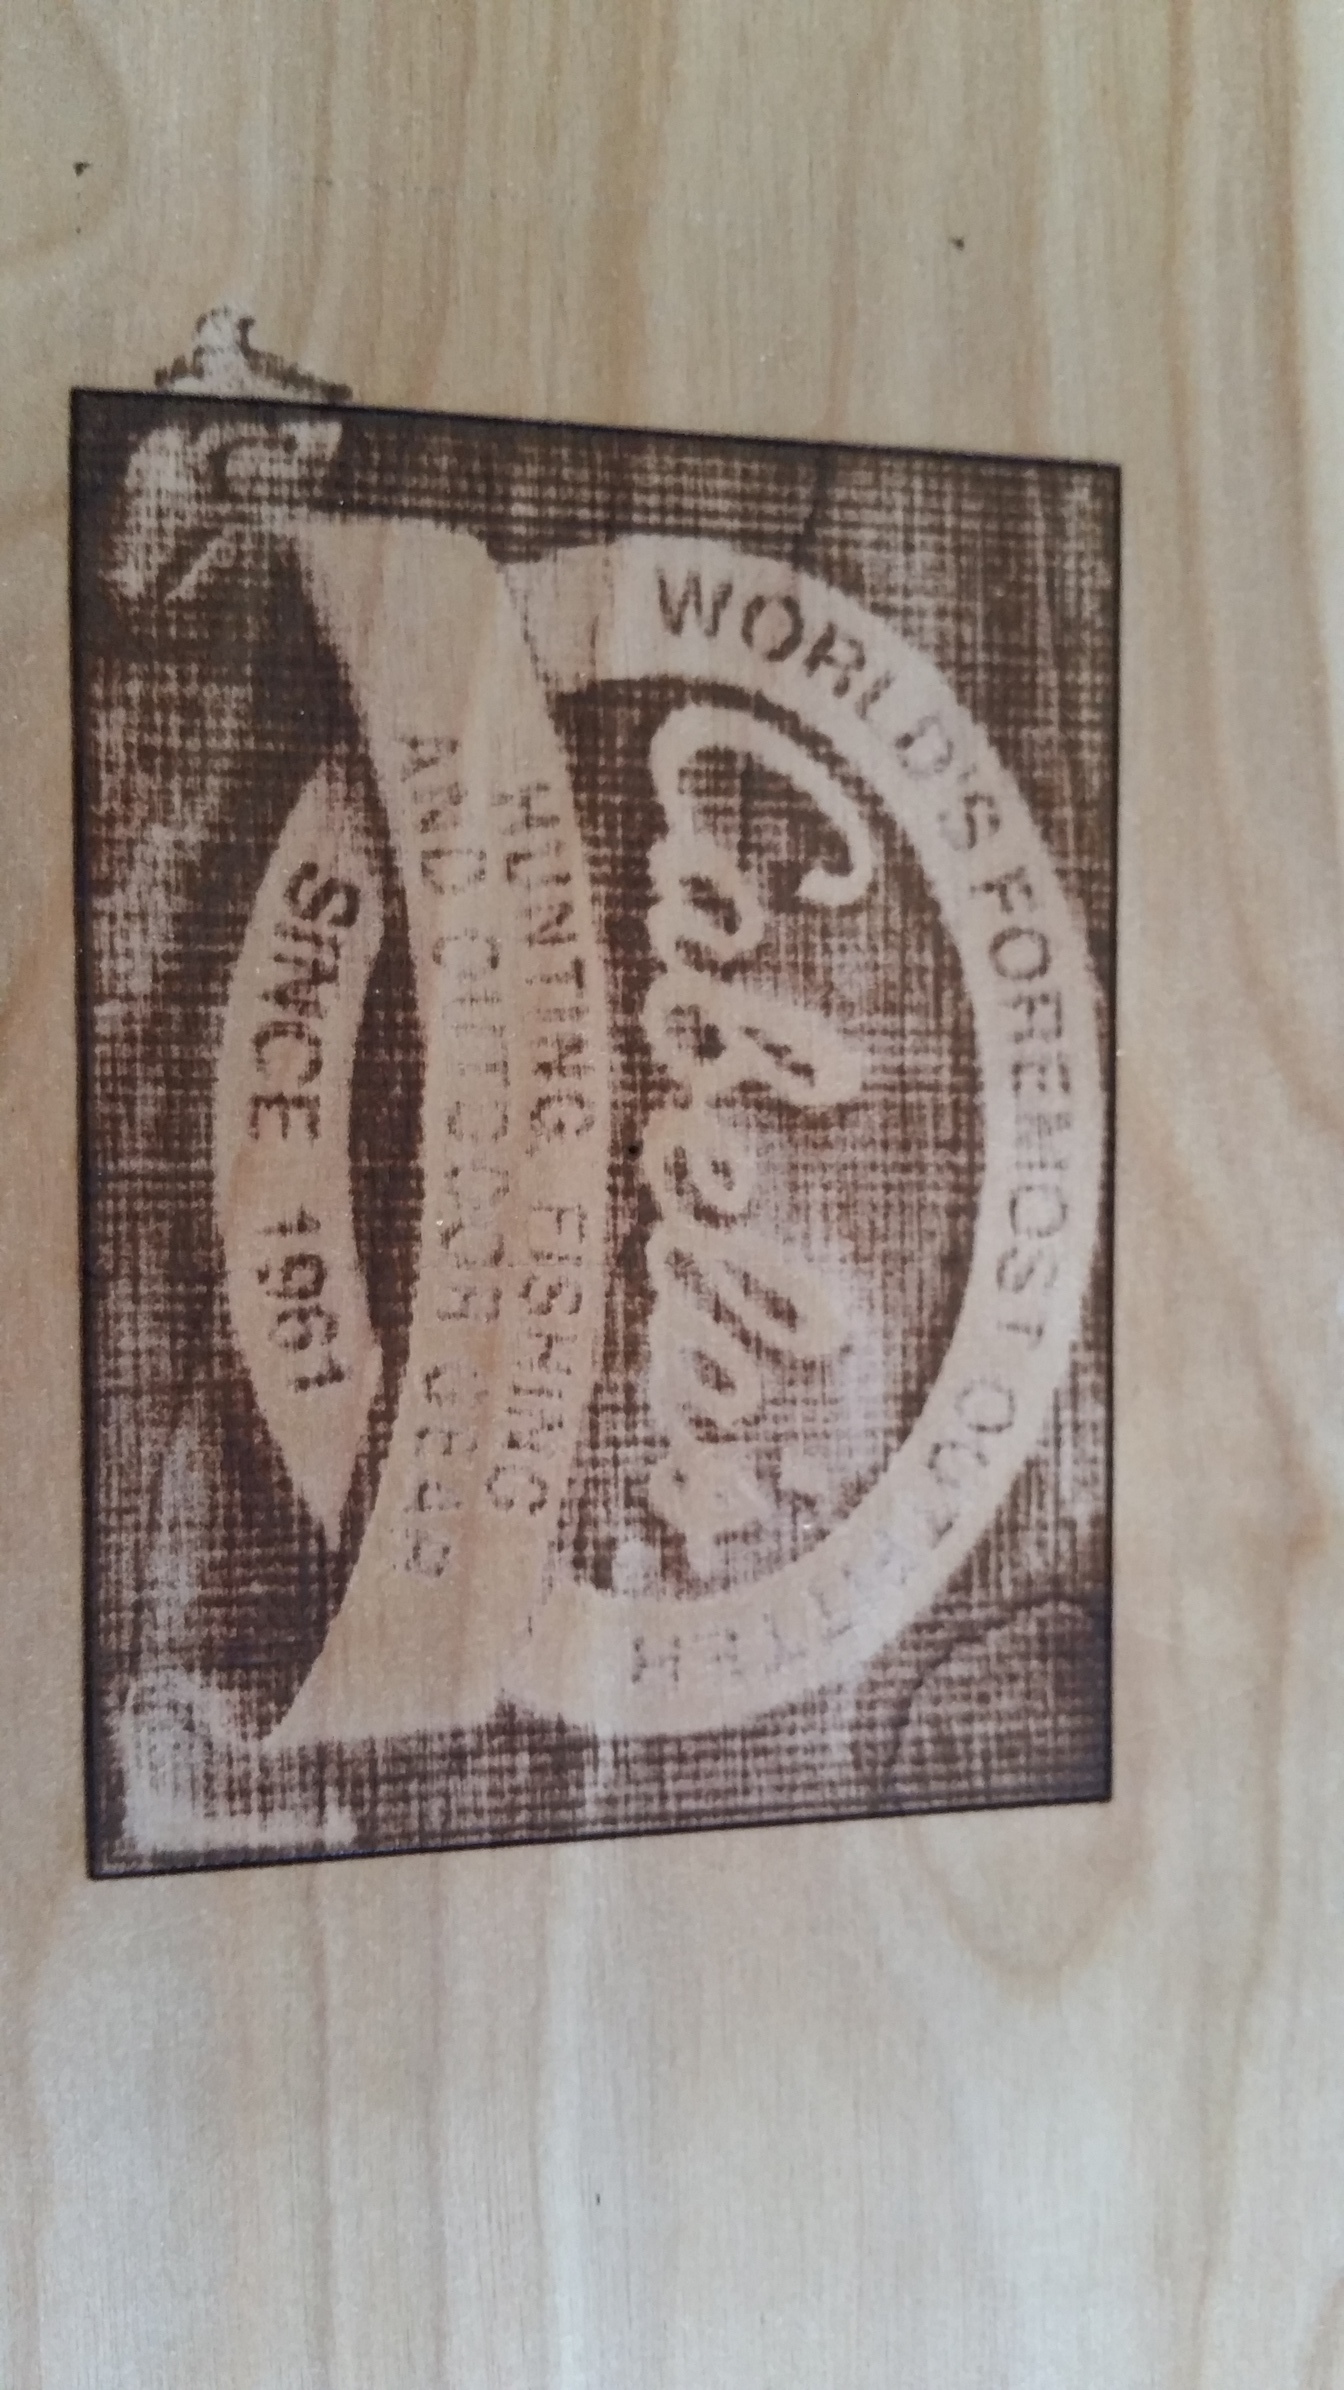 WORLD'S FOREMOST OUTFITTER
Cabela's
HUNTING, FISHING
AND OUTDOOR GEAR
SINCE 1961